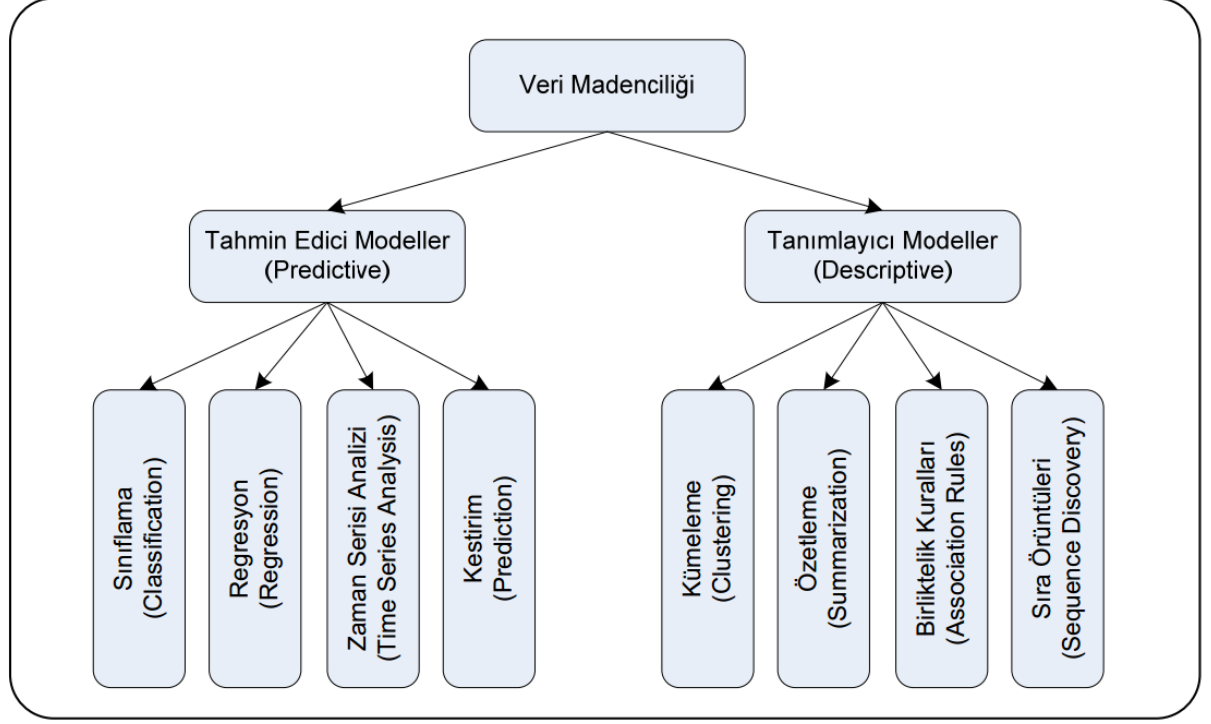 Veri Madenciliği
Tahmin Edici Modeller
(Predictive)
Tanımlayıcı Modeller
(Descriptive)
Sınıflama
(Classification)
Regresyon
(Regression)
Zaman Serisi Analizi
(Time Series Analysis)
Kestirim
(Prediction)
Kümeleme
(Clustering)
Özetleme
(Summarization)
Birliktelik Kuralları
(Association Rules)
Sıra Örüntüleri
(Sequence Discovery)